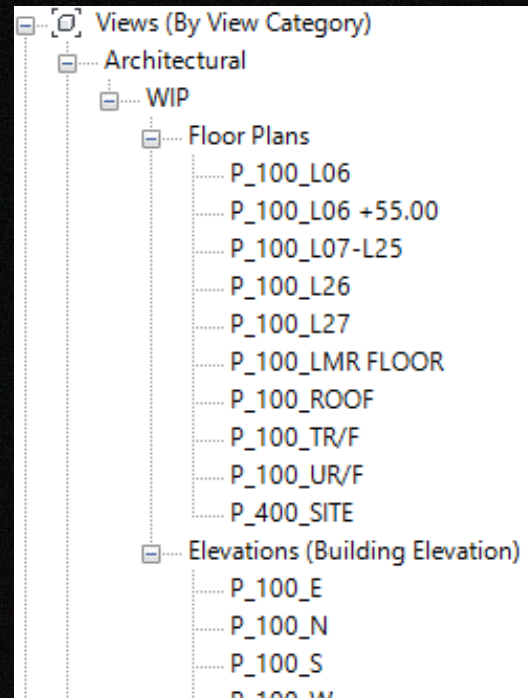 Views (By View Category)
Architectural
WIP
Floor Plans
P_100_L06
P_100_L06 +55.00
P_100_L07-L25
P_100_L26
P_100_L27
P_100_LMR FLOOR
P_100_ROOF
P_100_TR/F
P_100_UR/F
P_400_SITE
Elevations (Building Elevation)
P_100_E
P_100_N
P_100_S
P_100_W